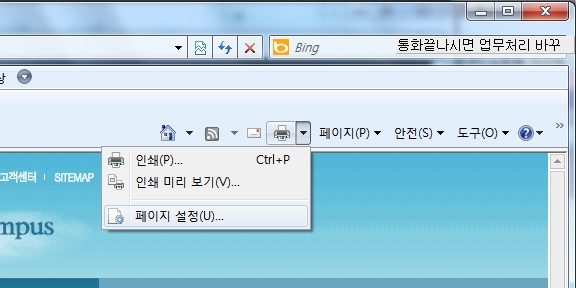 Bing
통화끝나시면 업무처리 바꾸
상
페이지(P)
안전(S)
도구(O)
»
인쇄(P)... Ctrl+P
인쇄 미리 보기(V)...
페이지 설정(U)...
고객센터 | SITEMAP
mpus